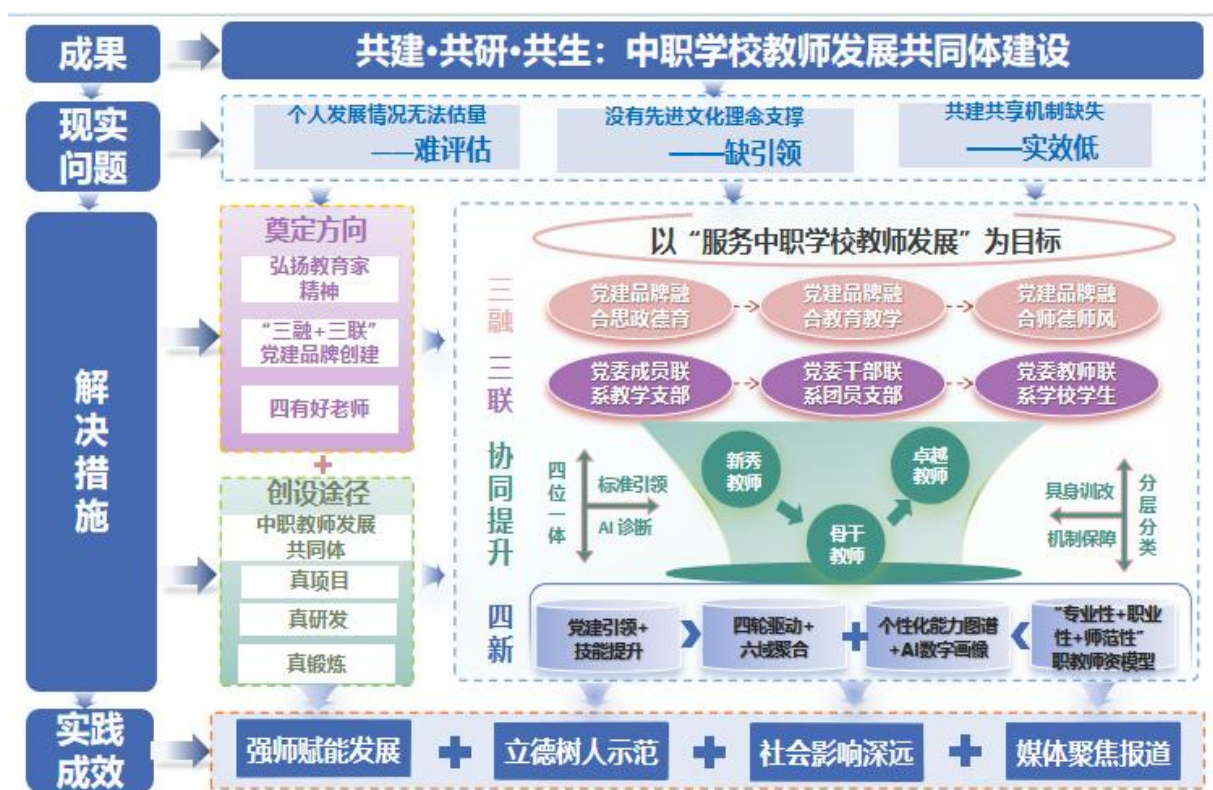 成果
共建·共研·共生：中职学校教师发展共同体建设
现实
问题
个人发展情况无法估量
——难评估
没有先进文化理念支撑
——缺引领
共建共享机制缺失
——实效低
解决措施
奠定方向
弘扬教育家
精神
“三融+三联”
党建品牌创建
四有好老师
+
创设途径
中职教师发展
共同体
真项目
真研发
真锻炼
以“服务中职学校教师发展”为目标
三融
党建品牌融
合思政德育
党建品牌融
合教育教学
党建品牌融
合师德师风
三联
党委成员联
系教学支部
党委干部联
系团员支部
党委教师联
系学校学生
协同提升
四位一体
标准引领
AI 诊断
新秀
教师
骨干
教师
卓越
教师
具身训改
机制保障
分层分类
四新
党建引领+
技能提升
四轮驱动+
六域聚合
+
个性化能力图谱
+AI数字画像
“专业性+职业
性+师范性”
职教师资模型
实践
成效
强师赋能发展
+
立德树人示范
+
社会影响深远
+
媒体聚焦报道